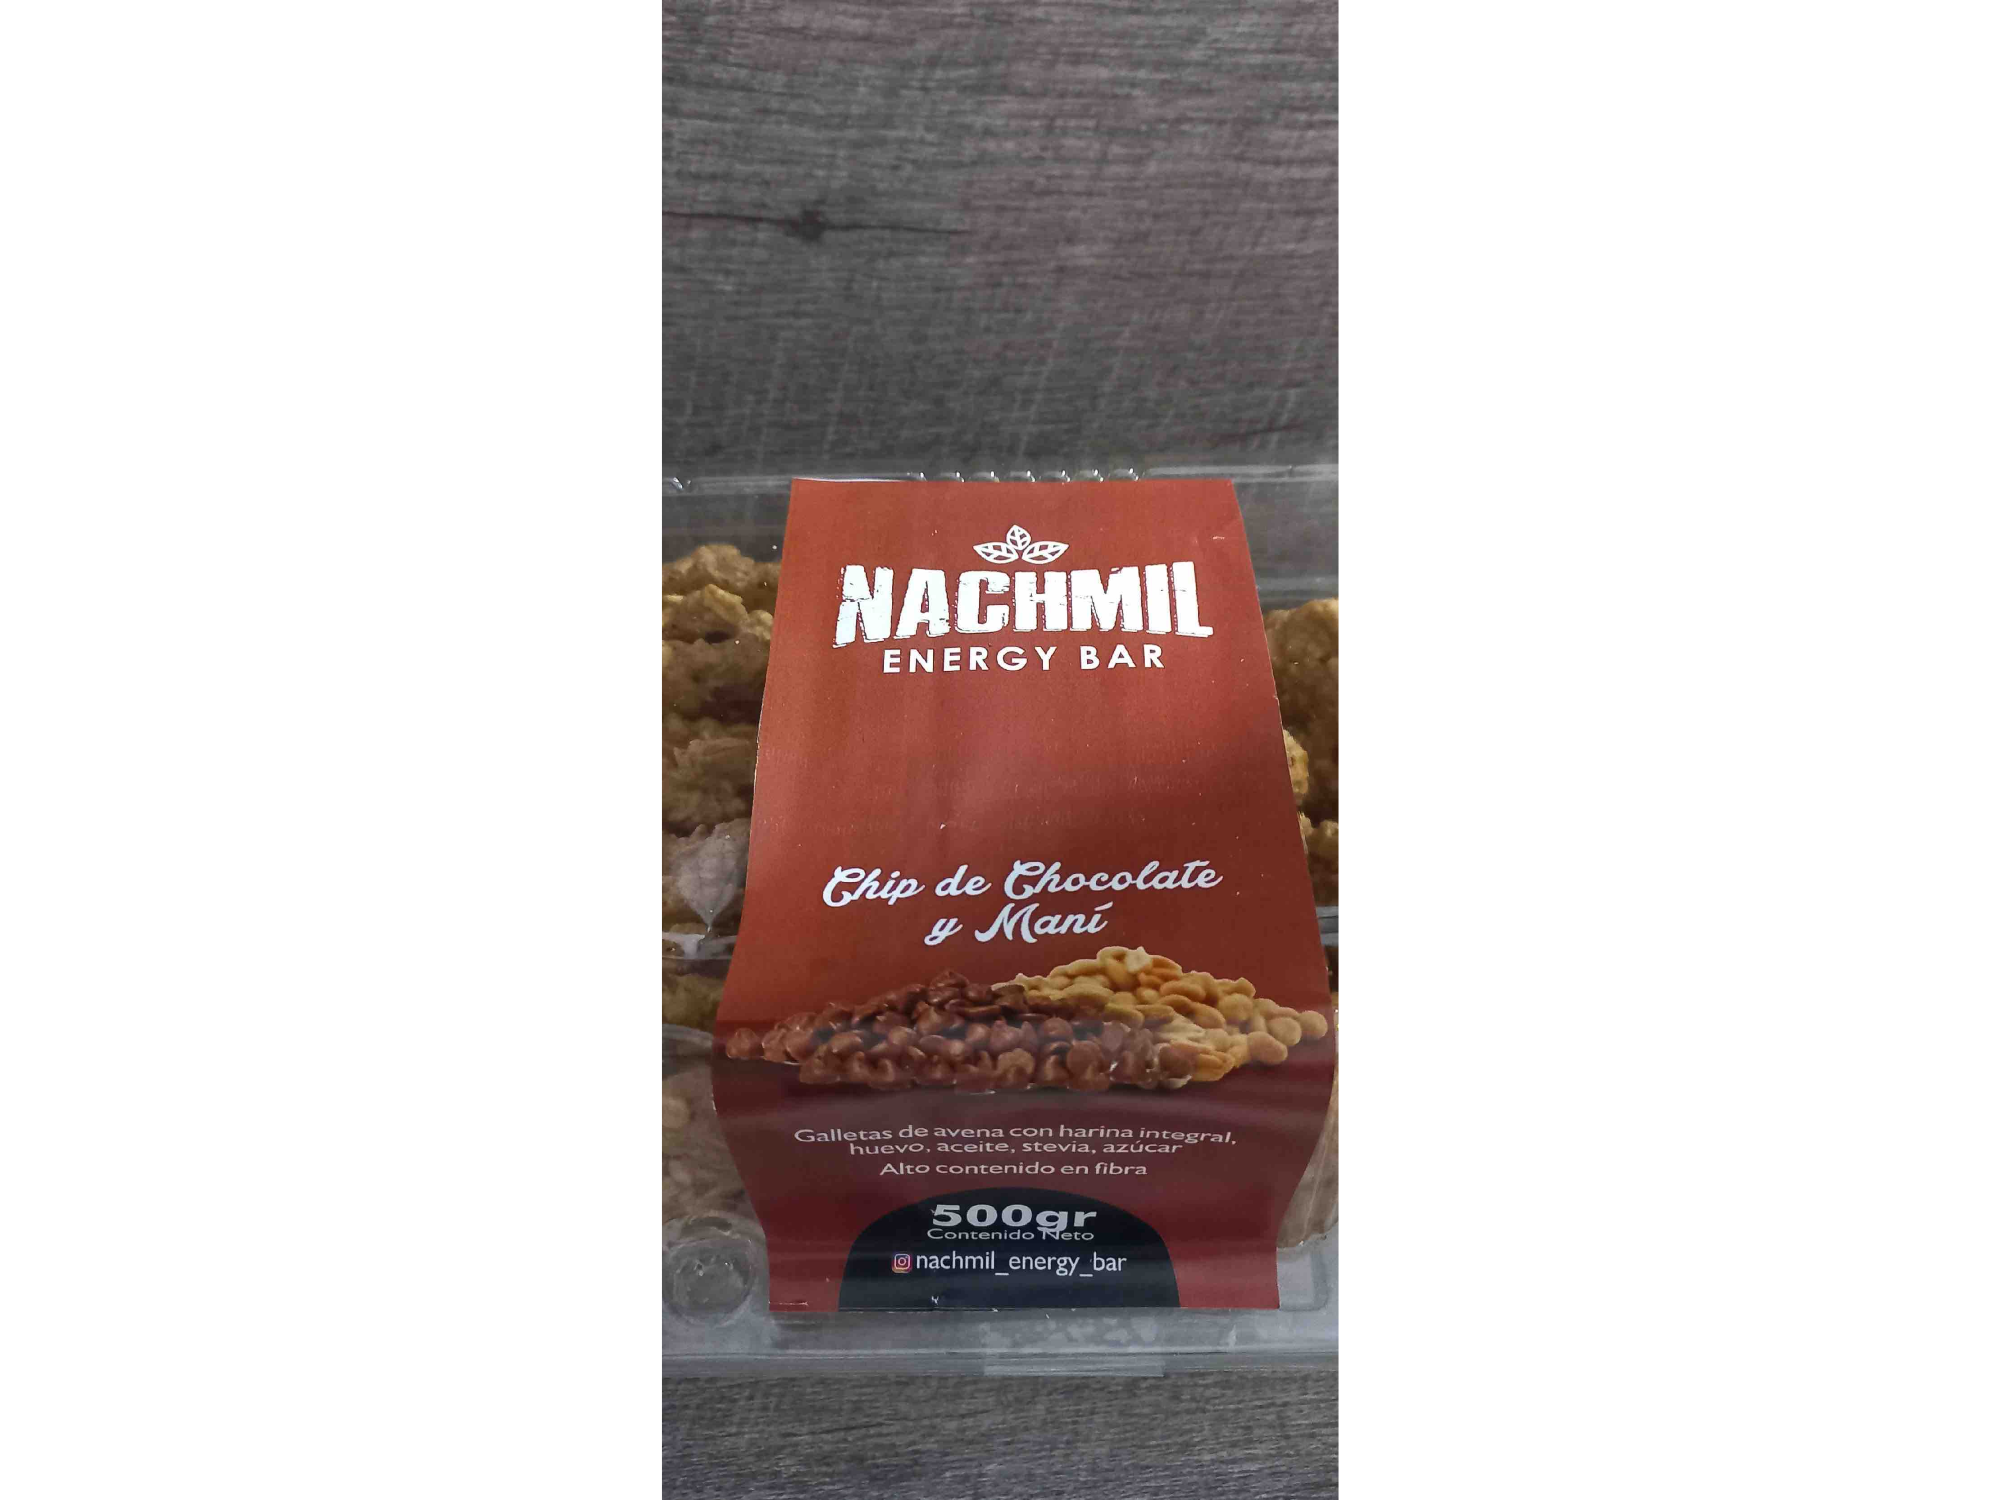 NACHMIL
ENERGY BAR
Chip de Chocolate
y Maní
Galletas de avena con harina integral,
huevo, aceite, stevia, azúcar
Alto contenido en fibra
500gr
Contenido Neto
nachmil_energy_bar